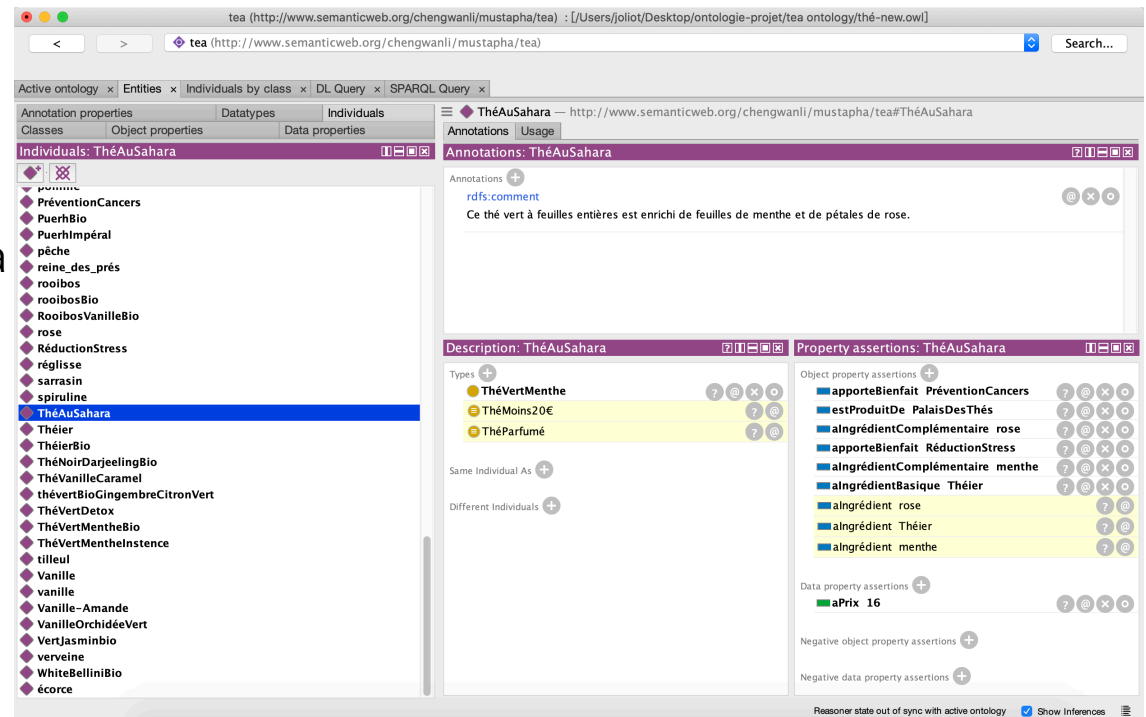 tea (http://www.semanticweb.org/chengwanli/mustapha/tea) : [/Users/joliot/Desktop/ontologie-projet/tea ontology/thé-new.owl]
< > tea (http://www.semanticweb.org/chengwanli/mustapha/tea) Search...
Active ontology × Entities × Individuals by class × DL Query × SPARQL Query ×
Annotation properties Datatypes Individuals
Classes Object properties Data properties
Individuals: ThéAuSahara
pomme
PréventionCancers
PuerhBio
PuerhImpéral
pêche
reine_des_prés
rooibos
rooibosBio
RooibosVanilleBio
rose
RéductionStress
réglisse
sarrasin
spiruline
ThéAuSahara
Théier
ThéierBio
ThéNoirDarjeelingBio
ThéVanilleCaramel
thévertBioGingembreCitronVert
ThéVertDetox
ThéVertMentheBio
ThéVertMentheInstence
tilleul
Vanille
vanille
Vanille-Amande
VanilleOrchidéeVert
VertJasminbio
verveine
WhiteBelliniBio
écorce
ThéAuSahara — http://www.semanticweb.org/chengwanli/mustapha/tea#ThéAuSahara
Annotations Usage
Annotations: ThéAuSahara
Annotations
rdfs:comment
Ce thé vert à feuilles entières est enrichi de feuilles de menthe et de pétales de rose.
Description: ThéAuSahara
Types
ThéVertMenthe
ThéMoins20€
ThéParfumé
Same Individual As
Different Individuals
Property assertions: ThéAuSahara
Object property assertions
apporteBienfait PréventionCancers
estProduitDe PalaisDesThés
aIngrédientComplémentaire rose
apporteBienfait RéductionStress
aIngrédientComplémentaire menthe
aIngrédientBasique Théier
aIngrédient rose
aIngrédient Théier
aIngrédient menthe
Data property assertions
aPrix 16
Negative object property assertions
Negative data property assertions
Reasoner state out of sync with active ontology Show Inferences